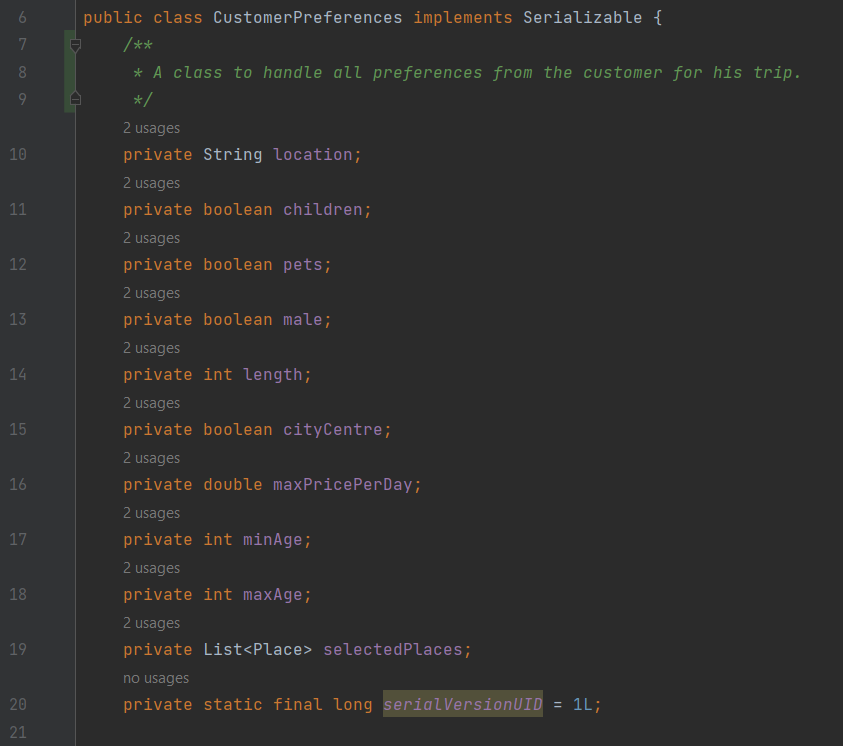 6 public class CustomerPreferences implements Serializable {
7 /**
8 * A class to handle all preferences from the customer for his trip.
9 */
2 usages
10 private String location;
2 usages
11 private boolean children;
2 usages
12 private boolean pets;
2 usages
13 private boolean male;
2 usages
14 private int length;
2 usages
15 private boolean cityCentre;
2 usages
16 private double maxPricePerDay;
2 usages
17 private int minAge;
2 usages
18 private int maxAge;
2 usages
19 private List<Place> selectedPlaces;
no usages
20 private static final long serialVersionUID = 1L;
21